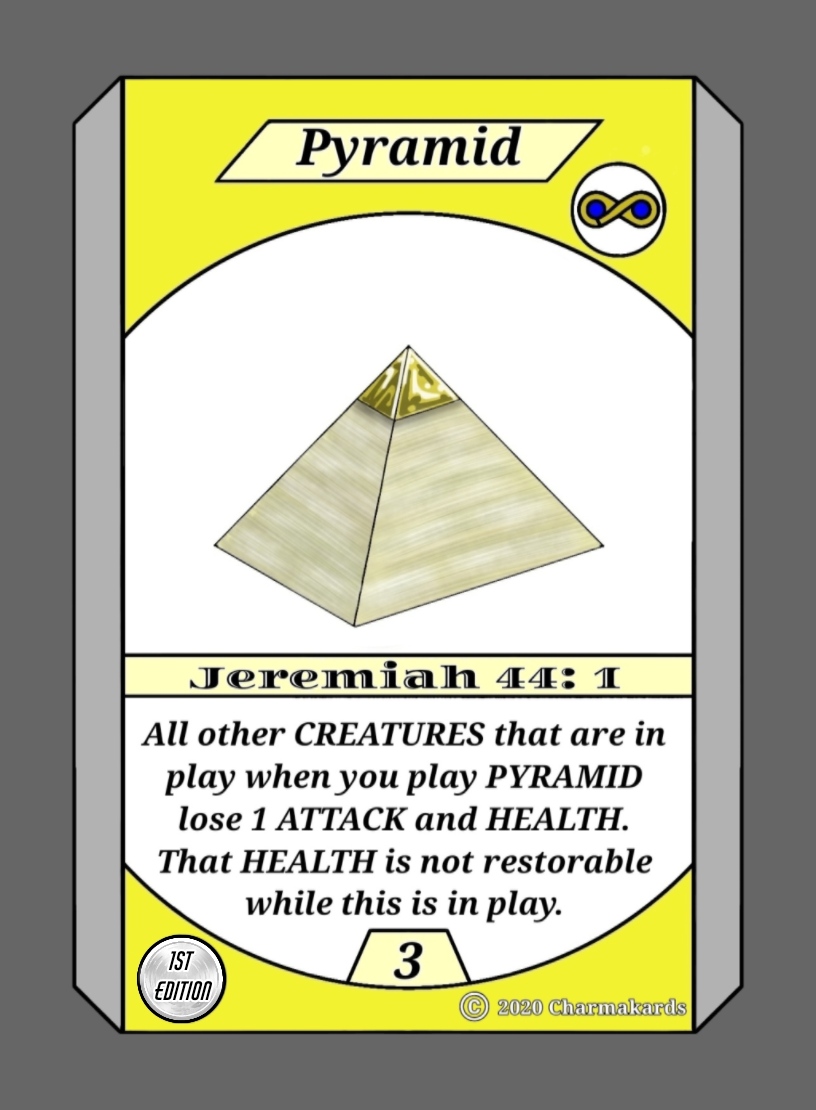 Pyramid
Jeremiah 44: 1
All other CREATURES that are in
play when you play PYRAMID
lose 1 ATTACK and HEALTH.
That HEALTH is not restorable
while this is in play.
3
1ST
EDITION
© 2020 Charmakards